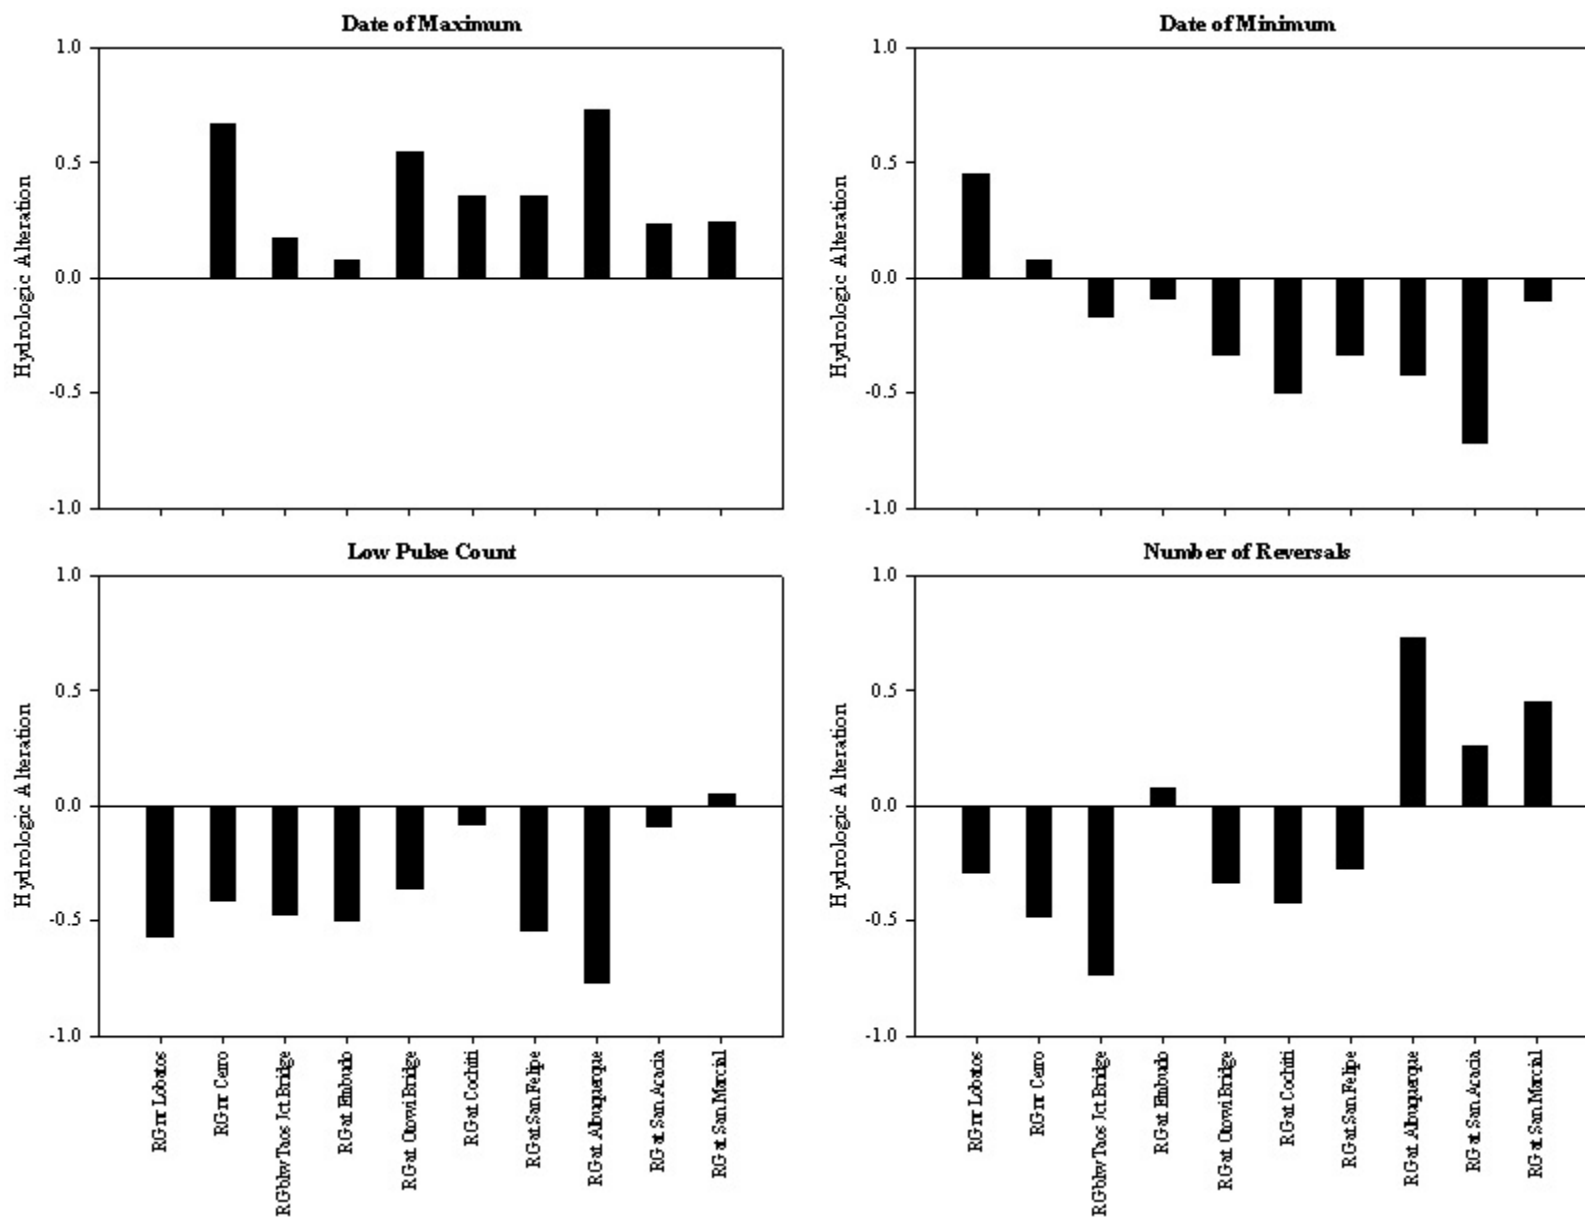 Date of Maximum
1.0
0.5
0.0
-0.5
-1.0
Hydrologic Alteration
Date of Minimum
1.0
0.5
0.0
-0.5
-1.0
Hydrologic Alteration
Low Pulse Count
1.0
0.5
0.0
-0.5
-1.0
Hydrologic Alteration
RG nr Lobatos
RG nr Cerro
RG blw Taos Jct Bridge
RG at Embudo
RG at Otowi Bridge
RG at Cochiti
RG at San Felipe
RG at Albuquerque
RG at San Acacia
RG at San Marcial
Number of Reversals
1.0
0.5
0.0
-0.5
-1.0
Hydrologic Alteration
RG nr Lobatos
RG nr Cerro
RG blw Taos Jct Bridge
RG at Embudo
RG at Otowi Bridge
RG at Cochiti
RG at San Felipe
RG at Albuquerque
RG at San Acacia
RG at San Marcial